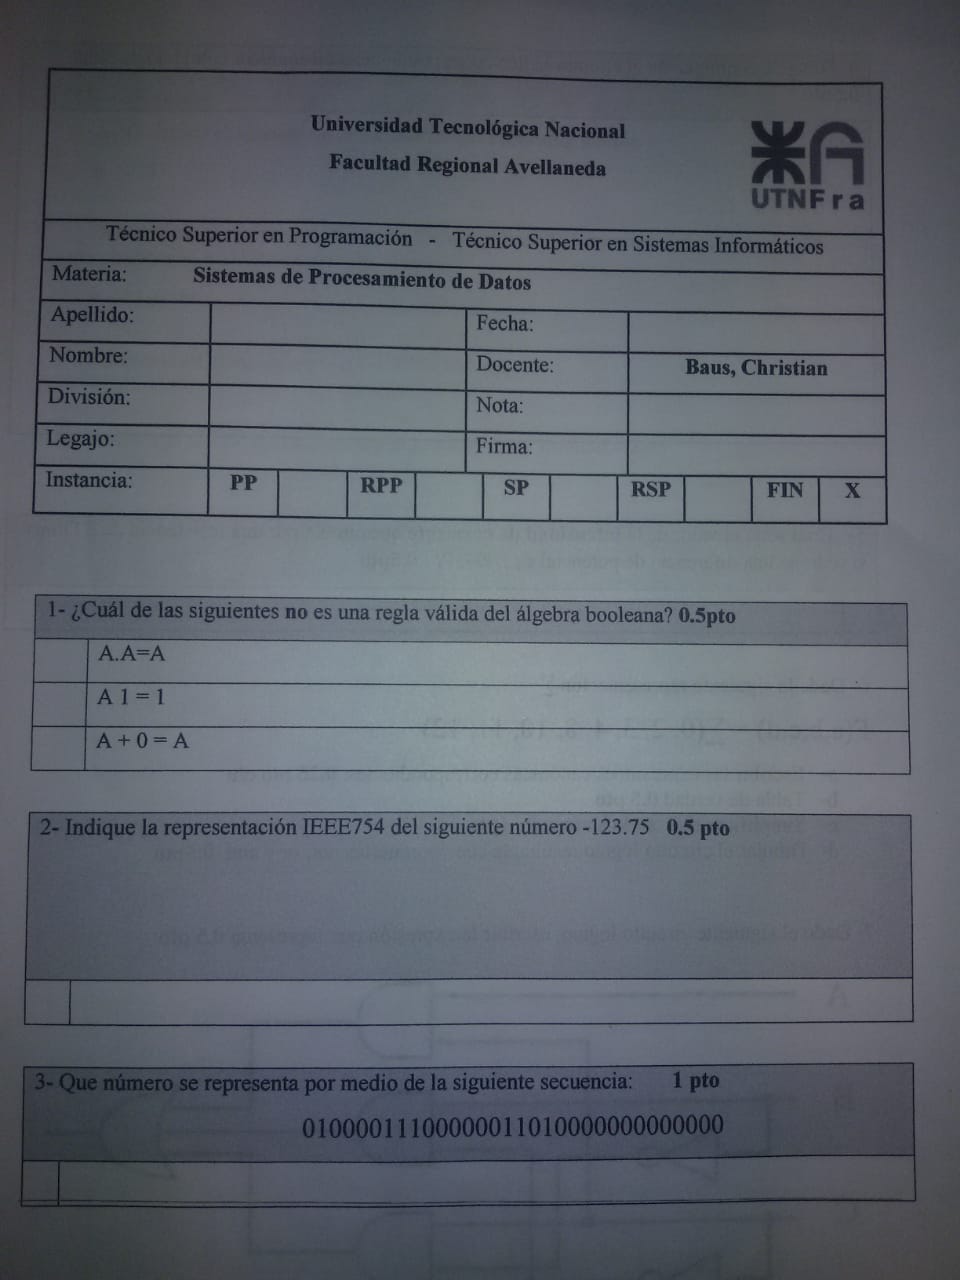 Universidad Tecnológica Nacional
Facultad Regional Avellaneda
UTNFra
Técnico Superior en Programación - Técnico Superior en Sistemas Informáticos
Materia: Sistemas de Procesamiento de Datos
Apellido: Fecha:
Nombre: Docente: Baus, Christian
División: Nota:
Legajo: Firma:
Instancia: PP RPP SP RSP FIN X
1- ¿Cuál de las siguientes no es una regla válida del álgebra booleana? 0.5pto
A.A=A
A 1 = 1
A + 0 = A
2- Indique la representación IEEE754 del siguiente número -123.75 0.5 pto
3- Que número se representa por medio de la siguiente secuencia: 1 pto
01000011100000011010000000000000